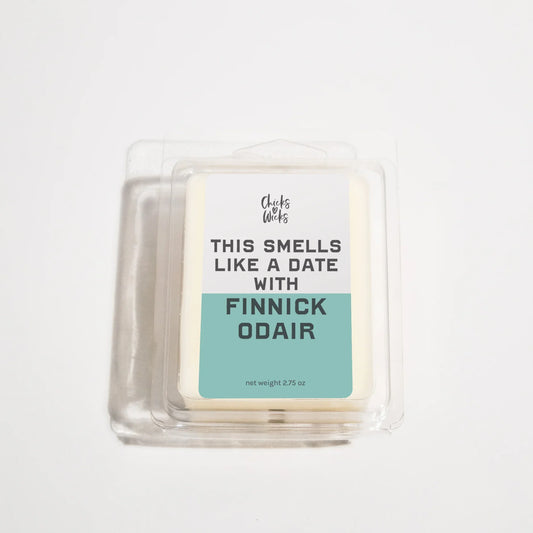 Chicks
Wicks
THIS SMELLS
LIKE A DATE
WITH
FINNICK
ODAIR
net weight 2.75 oz